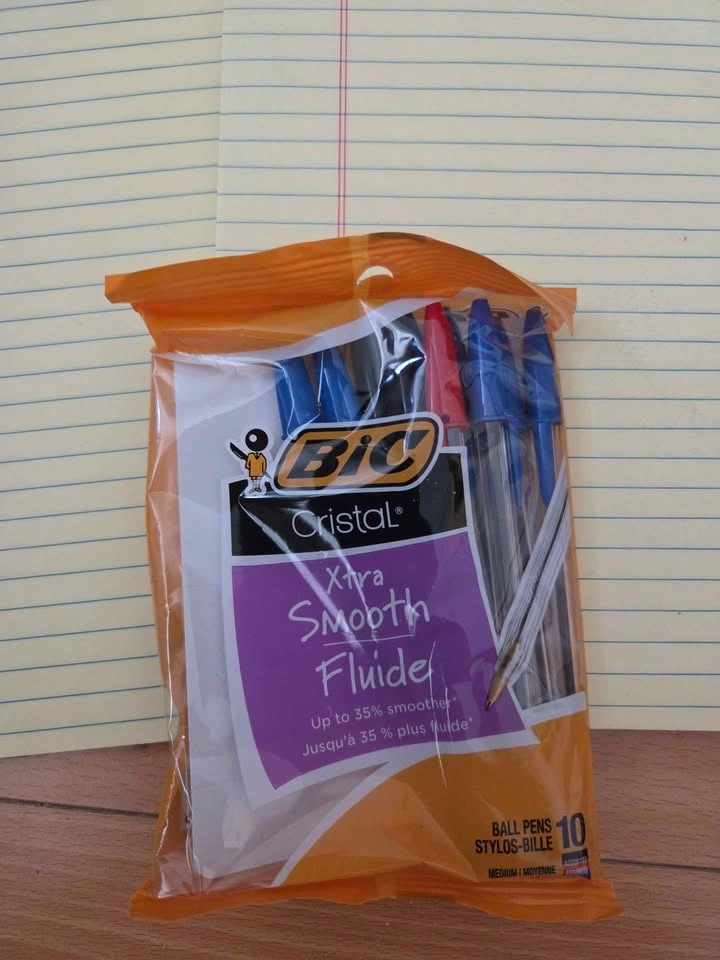 BiC®
Cristal®
Xtra
Smooth
Fluide
Up to 35% smoother*
Jusqu'à 35 % plus fluide*
BALL PENS
STYLOS-BILLE
10
MEDIUM | MOYENNE